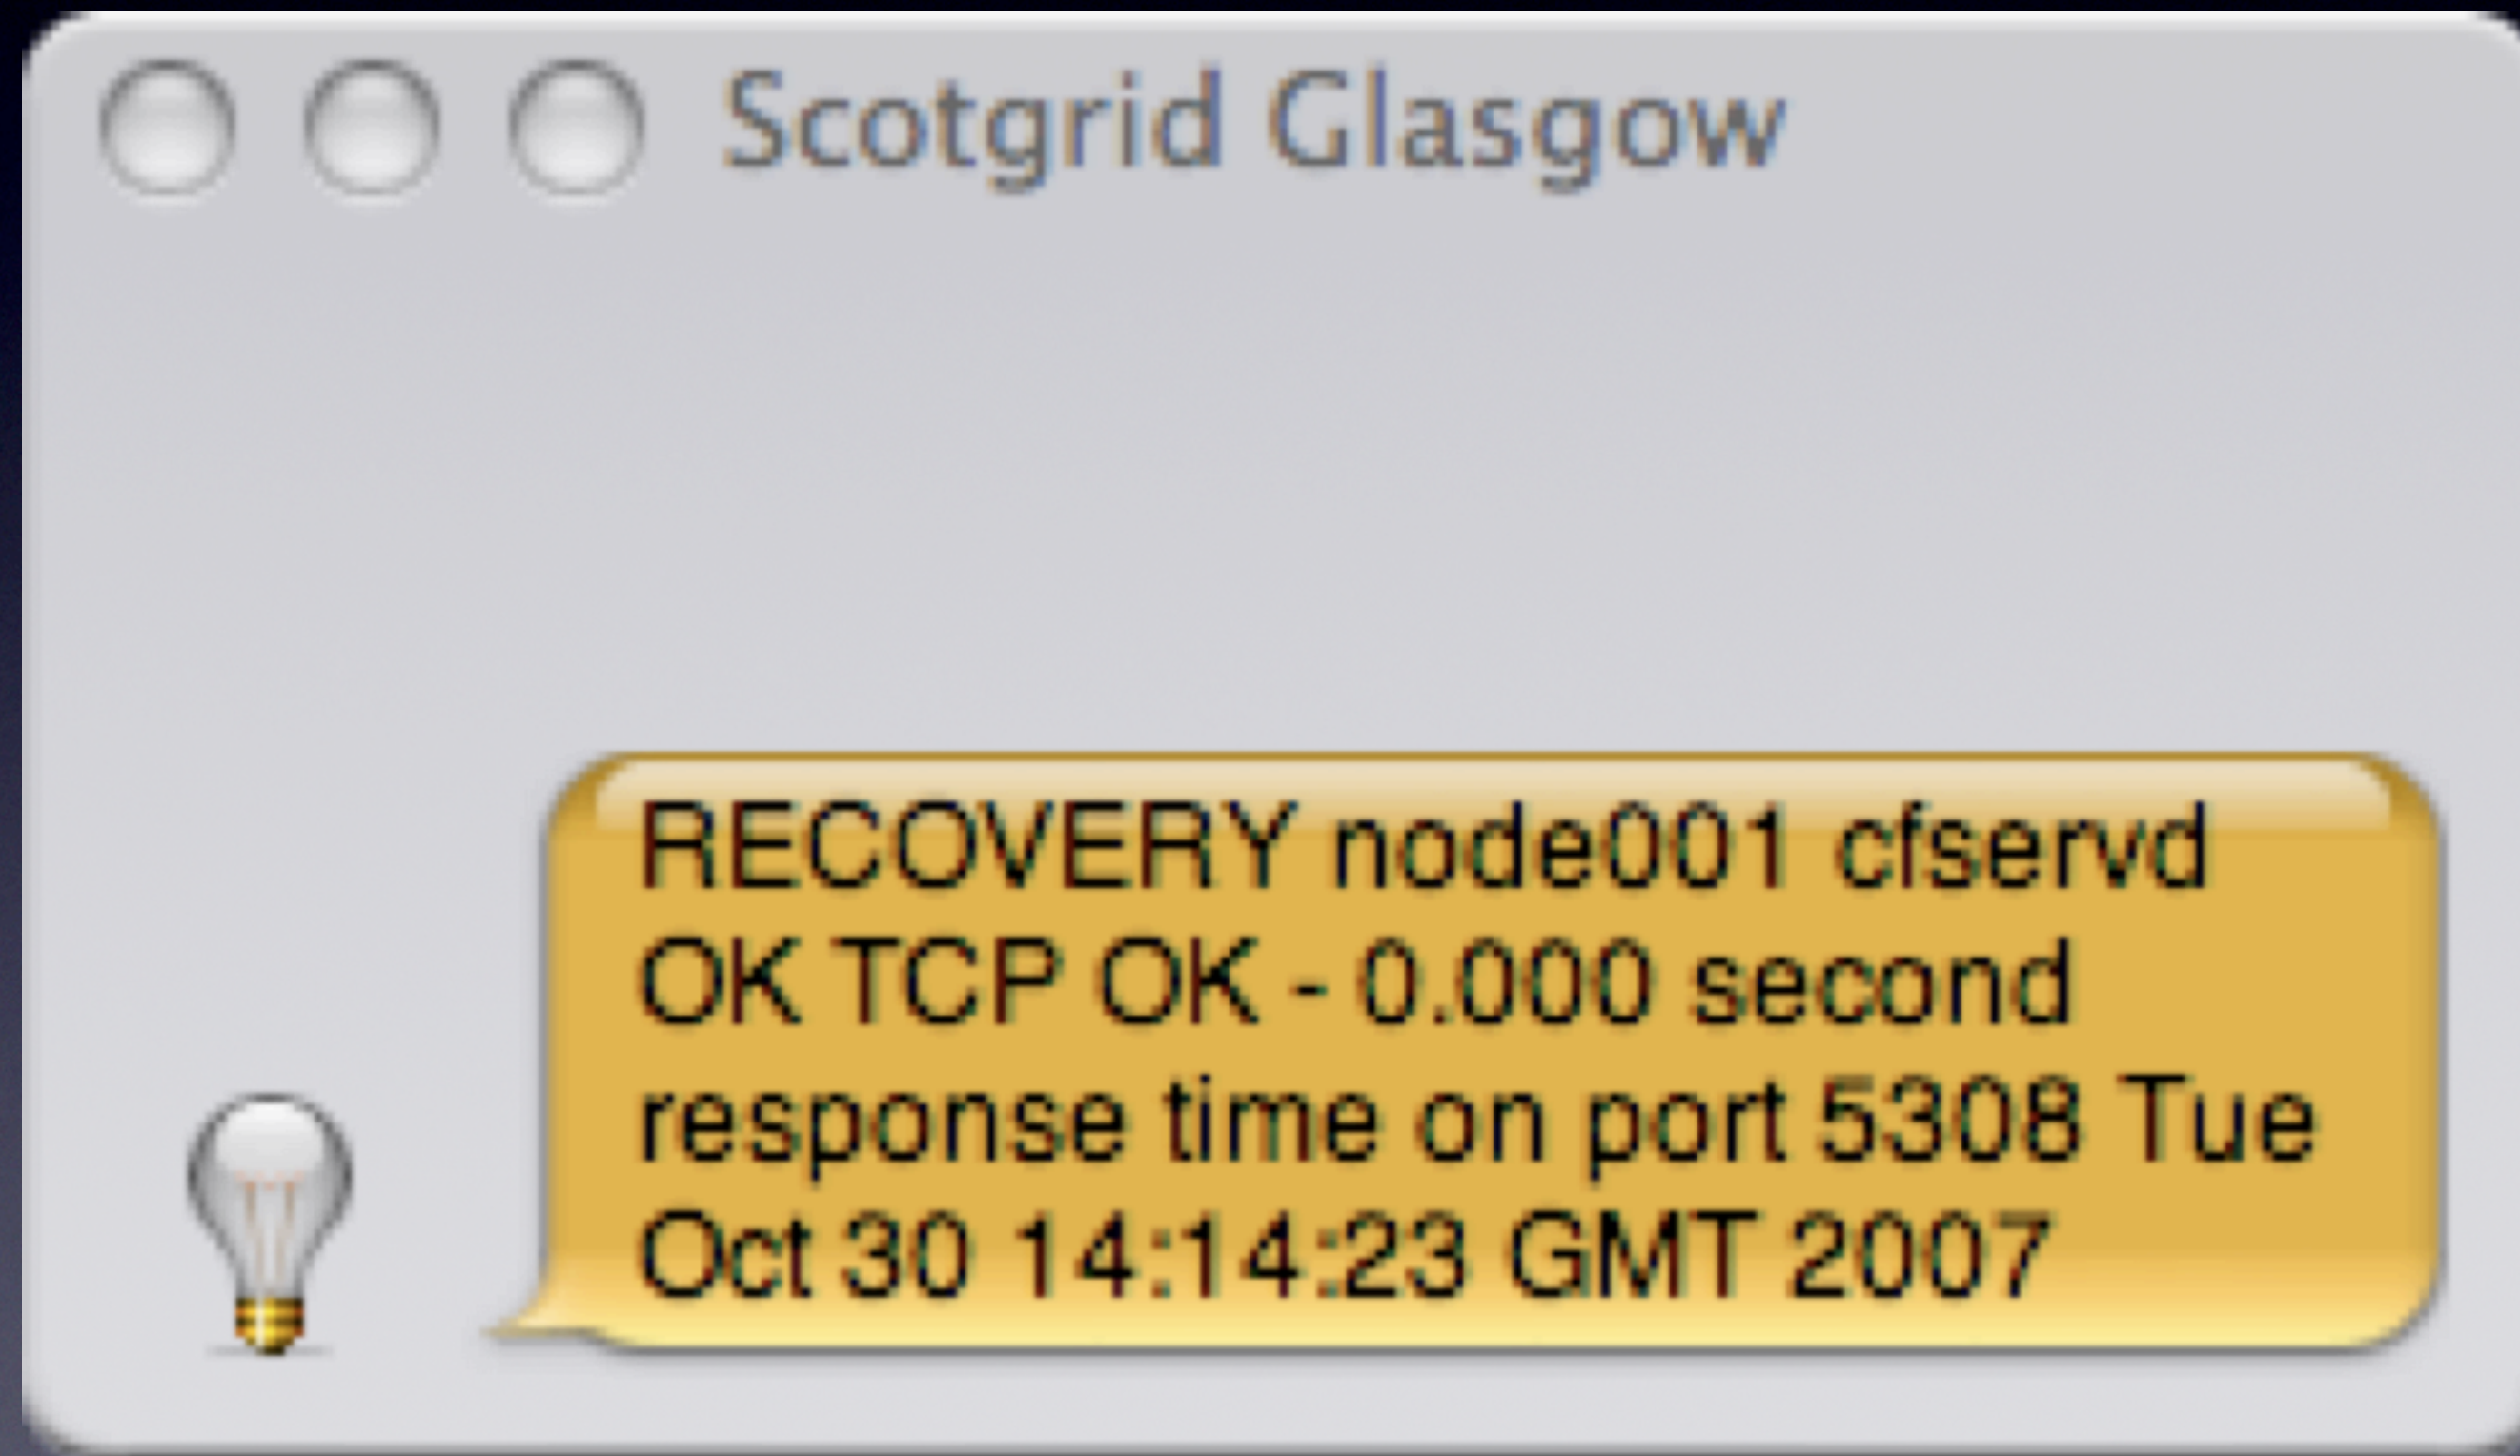 Scotgrid Glasgow
RECOVERY node001 cfservd
OK TCP OK - 0.000 second
response time on port 5308 Tue
Oct 30 14:14:23 GMT 2007